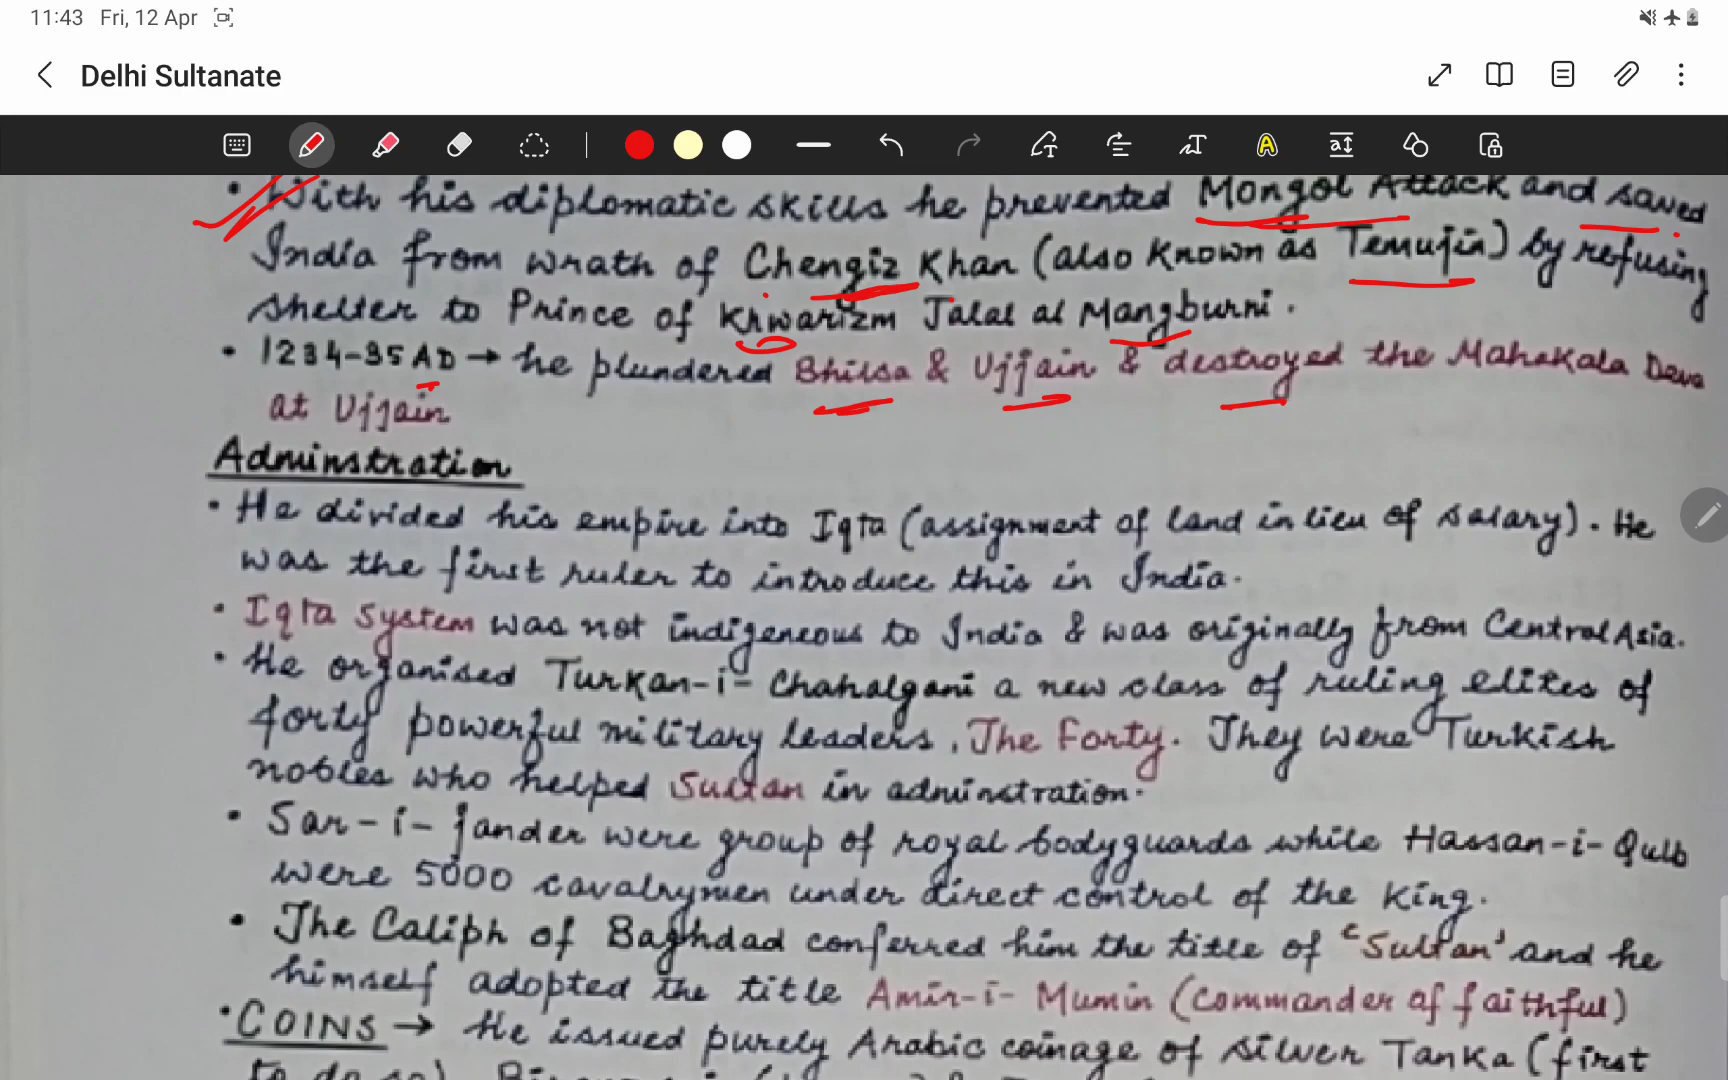 11:43 Fri, 12 Apr
Delhi Sultanate
• With his diplomatic skills he prevented Mongol Attack and saved
India from wrath of Chengiz Khan (also known as Temujin) by refusing
shelter to Prince of Khwarizm Jalal al Mangburni.
• 1234-35 AD → he plundered Bhilsa & Ujjain & destroyed the Mahakala Deva
at Ujjain
Adminstration
• He divided his empire into Iqta (assignment of land in lieu of salary). He
was the first ruler to introduce this in India.
• Iqta System was not indigeneous to India & was originally from Central Asia.
• He organised Turkan-i-Chahalgani a new class of ruling elites of
forty powerful military leaders, The Forty. They were Turkish
nobles who helped Sultan in adminstration.
• Sar-i-jander were group of royal bodyguards while Hassan-i-Qulb
were 5000 cavalrymen under direct control of the King.
• The Caliph of Baghdad conferred him the title of 'Sultan' and he
himself adopted the title Amir-i-Mumin (commander of faithful)
• COINS → He issued purely Arabic coinage of silver Tanka (first
to do so)